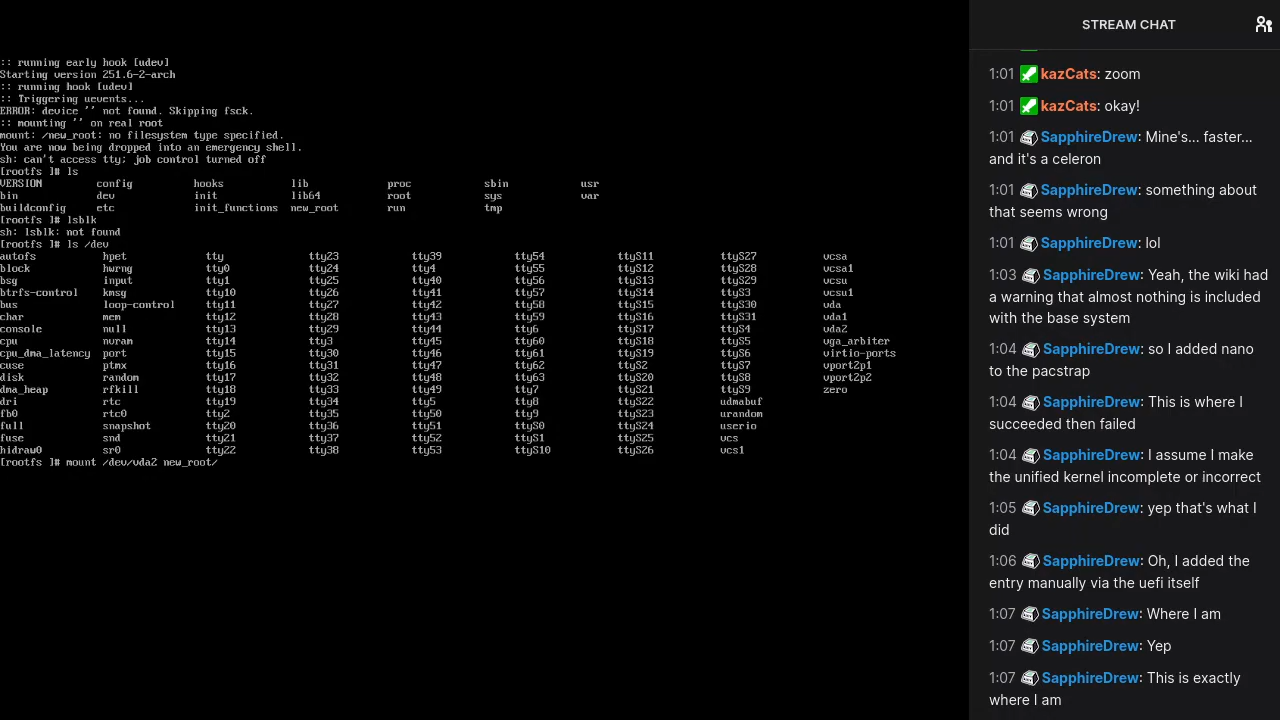 :: running early hook [udev]
Starting version 251.6-2-arch
:: running hook [udev]
:: Triggering uevents...
ERROR: device '' not found. Skipping fsck.
:: mounting '' on real root
mount: /new_root: no filesystem type specified.
You are now being dropped into an emergency shell.
sh: can't access tty; job control turned off
[rootfs ]# ls
VERSION config hooks lib proc sbin usr
bin dev init lib64 root sys var
buildconfig etc init_functions new_root run tmp
[rootfs ]# lsblk
sh: lsblk: not found
[rootfs ]# ls /dev
autofs hpet tty tty23 tty39 tty54 ttyS11 ttyS27 vcsa
block hwrng tty0 tty24 tty4 tty55 ttyS12 ttyS28 vcsa1
bsg input tty1 tty25 tty40 tty56 ttyS13 ttyS29 vcsu
btrfs-control kmsg tty10 tty26 tty41 tty57 ttyS14 ttyS3 vcsu1
bus loop-control tty11 tty27 tty42 tty58 ttyS15 ttyS30 vda
char mem tty12 tty28 tty43 tty59 ttyS16 ttyS31 vda1
console null tty13 tty29 tty44 tty6 ttyS17 ttyS4 vda2
cpu nvram tty14 tty3 tty45 tty60 ttyS18 ttyS5 vga_arbiter
cpu_dma_latency port tty15 tty30 tty46 tty61 ttyS19 ttyS6 virtio-ports
cuse ptmx tty16 tty31 tty47 tty62 ttyS2 ttyS7 vport2p1
disk random tty17 tty32 tty48 tty63 ttyS20 ttyS8 vport2p2
dma_heap rfkill tty18 tty33 tty49 tty7 ttyS21 ttyS9 zero
dri rtc tty19 tty34 tty5 tty8 ttyS22 udmabuf
fb0 rtc0 tty2 tty35 tty50 tty9 ttyS23 urandom
full snapshot tty20 tty36 tty51 ttyS0 ttyS24 userio
fuse snd tty21 tty37 tty52 ttyS1 ttyS25 vcs
hidraw0 sr0 tty22 tty38 tty53 ttyS10 ttyS26 vcs1
[rootfs ]# mount /dev/vda2 new_root/
STREAM CHAT
1:01 kazCats: zoom
1:01 kazCats: okay!
1:01 SapphireDrew: Mine's... faster...
and it's a celeron
1:01 SapphireDrew: something about
that seems wrong
1:01 SapphireDrew: lol
1:03 SapphireDrew: Yeah, the wiki had
a warning that almost nothing is included
with the base system
1:04 SapphireDrew: so I added nano
to the pacstrap
1:04 SapphireDrew: This is where I
succeeded then failed
1:04 SapphireDrew: I assume I make
the unified kernel incomplete or incorrect
1:05 SapphireDrew: yep that's what I
did
1:06 SapphireDrew: Oh, I added the
entry manually via the uefi itself
1:07 SapphireDrew: Where I am
1:07 SapphireDrew: Yep
1:07 SapphireDrew: This is exactly
where I am